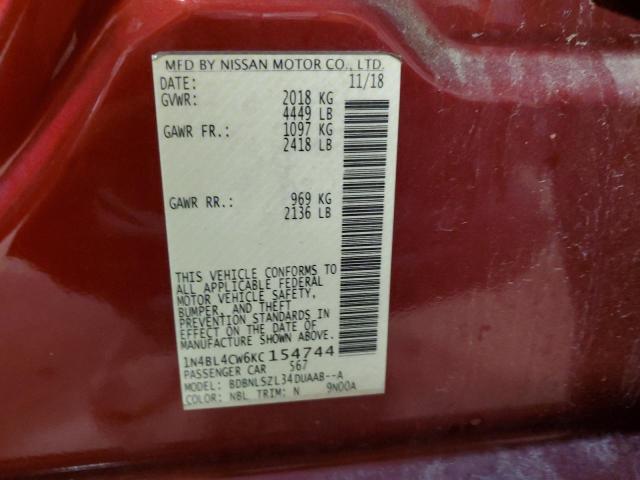 MFD BY NISSAN MOTOR CO., LTD.
DATE: 11/18
GVWR: 2018 KG
4449 LB
GAWR FR.: 1097 KG
2418 LB
GAWR RR.: 969 KG
2136 LB
THIS VEHICLE CONFORMS TO
ALL APPLICABLE FEDERAL
MOTOR VEHICLE SAFETY,
BUMPER, AND THEFT
PREVENTION STANDARDS IN
EFFECT ON THE DATE OF
MANUFACTURE SHOWN ABOVE.
1N4BL4CW6KC154744
PASSENGER CAR 567
MODEL: BDBNLSZL34DUAAB--A
COLOR: NBL TRIM: N 9N00A